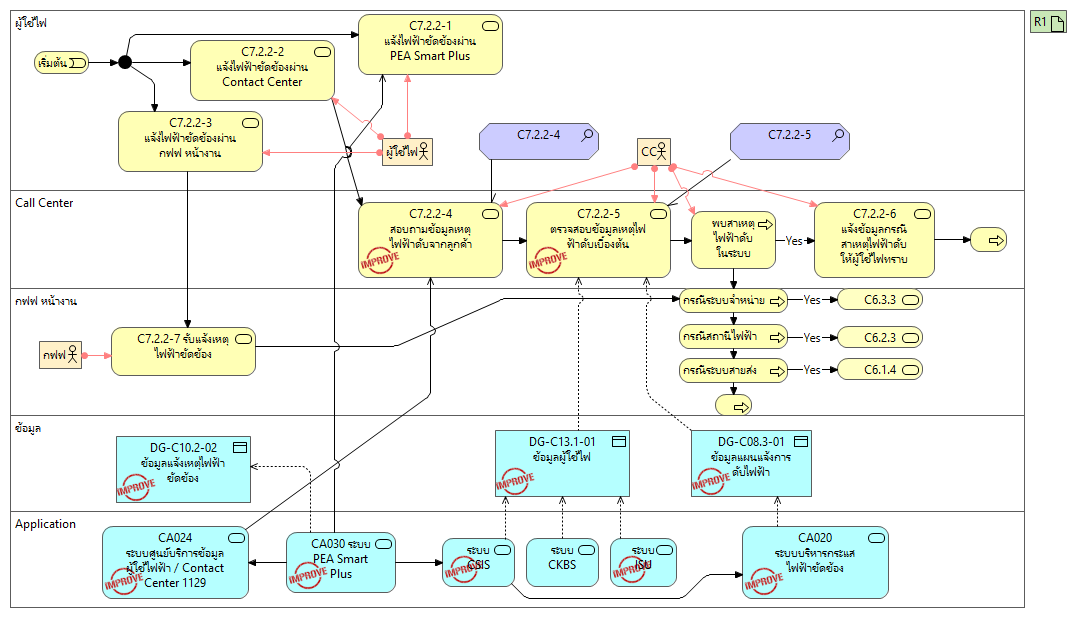 ผู้ใช้ไฟ
R1
เริ่มต้น
C7.2.2-1
แจ้งไฟฟ้าขัดข้องผ่าน
PEA Smart Plus
C7.2.2-2
แจ้งไฟฟ้าขัดข้องผ่าน
Contact Center
C7.2.2-3
แจ้งไฟฟ้าขัดข้องผ่าน
กฟฟ หน้างาน
ผู้ใช้ไฟ
C7.2.2-4
CC
C7.2.2-5
Call Center
C7.2.2-4
สอบถามข้อมูลเหตุ
ไฟฟ้าดับจากลูกค้า
IMPROVE
C7.2.2-5
ตรวจสอบข้อมูลเหตุไฟ
ฟ้าดับเบื้องต้น
IMPROVE
พบสาเหตุ
ไฟฟ้าดับ
ในระบบ
Yes
C7.2.2-6
แจ้งข้อมูลกรณี
สาเหตุไฟฟ้าดับ
ให้ผู้ใช้ไฟทราบ
กฟฟ หน้างาน
กฟฟ
C7.2.2-7 รับแจ้งเหตุ
ไฟฟ้าขัดข้อง
กรณีระบบจำหน่าย
Yes
C6.3.3
กรณีสถานีไฟฟ้า
Yes
C6.2.3
กรณีระบบสายส่ง
Yes
C6.1.4
ข้อมูล
DG-C10.2-02
ข้อมูลแจ้งเหตุไฟฟ้า
ขัดข้อง
IMPROVE
DG-C13.1-01
ข้อมูลผู้ใช้ไฟ
IMPROVE
DG-C08.3-01
ข้อมูลแผนแจ้งการ
ดับไฟฟ้า
IMPROVE
Application
CA024
ระบบศูนย์บริการข้อมูล
ผู้ใช้ไฟฟ้า / Contact
Center 1129
IMPROVE
CA030 ระบบ
PEA Smart
Plus
IMPROVE
ระบบ
CSIS
IMPROVE
ระบบ
CKBS
ระบบ
ISU
IMPROVE
CA020
ระบบบริหารกระแส
ไฟฟ้าขัดข้อง
IMPROVE